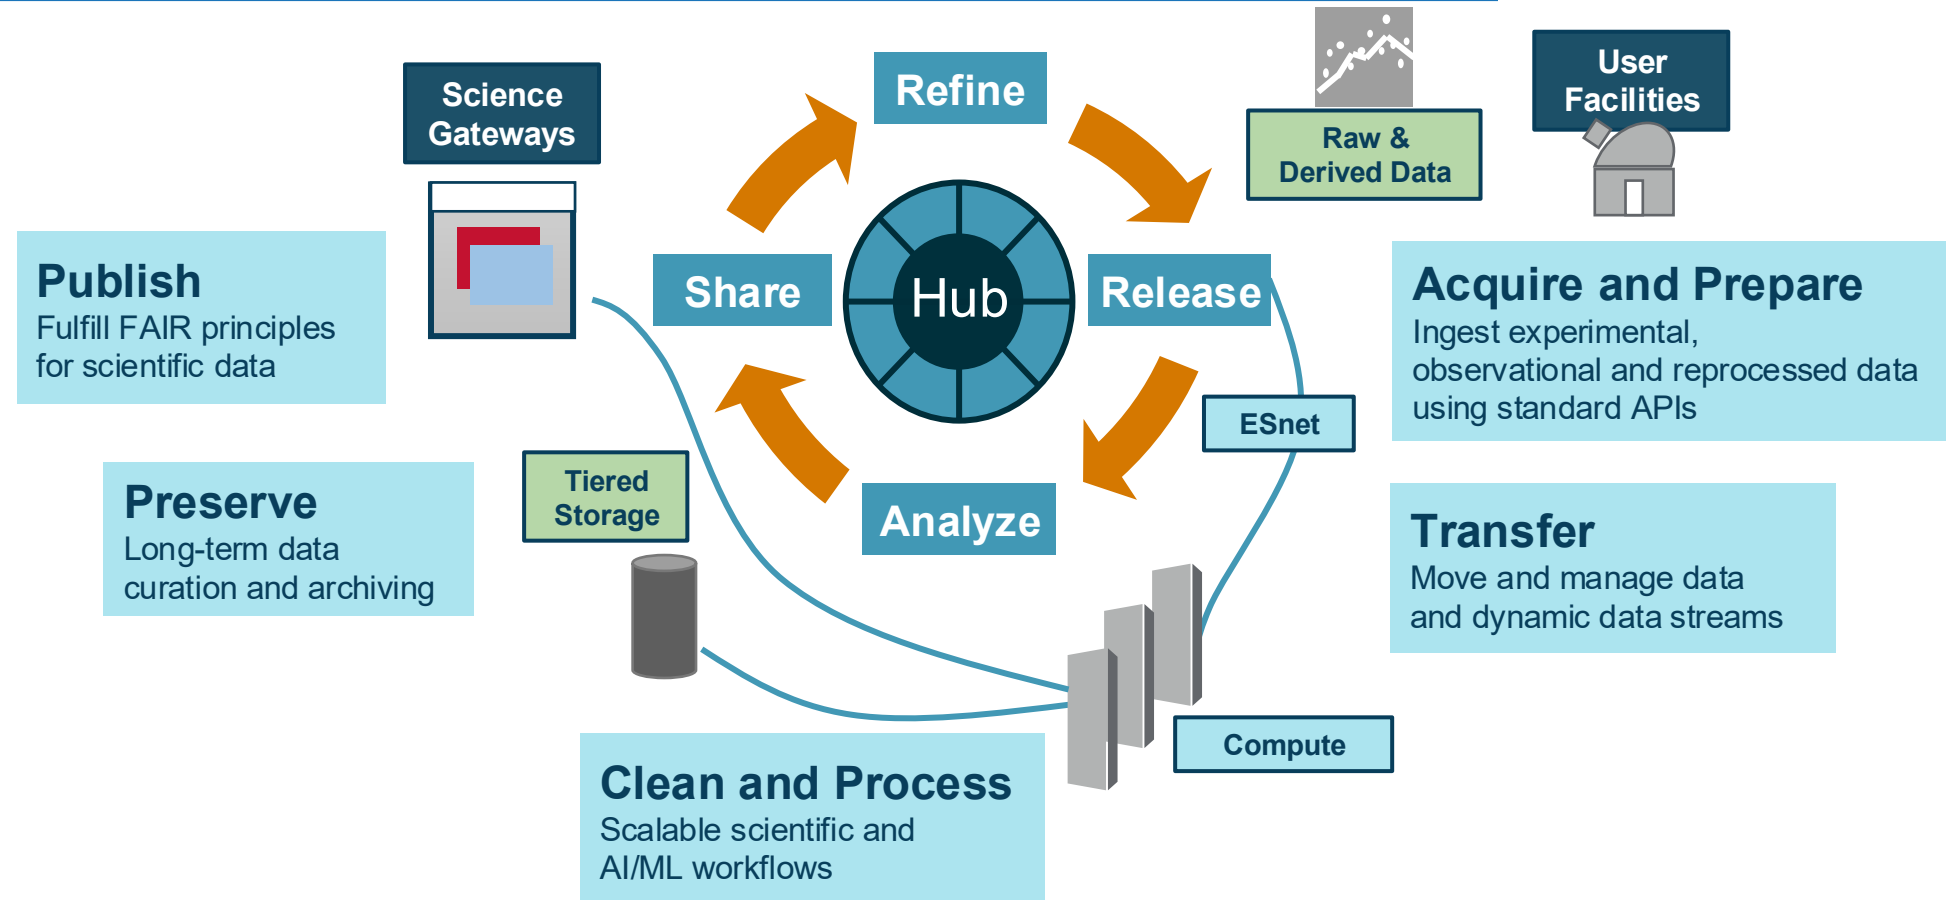 Science
Gateways
Refine
Raw &
Derived Data
User
Facilities
Publish
Fulfill FAIR principles
for scientific data
Share
Hub
Release
Acquire and Prepare
Ingest experimental,
observational and reprocessed data
using standard APIs
ESnet
Preserve
Long-term data
curation and archiving
Tiered
Storage
Analyze
Transfer
Move and manage data
and dynamic data streams
Compute
Clean and Process
Scalable scientific and
AI/ML workflows